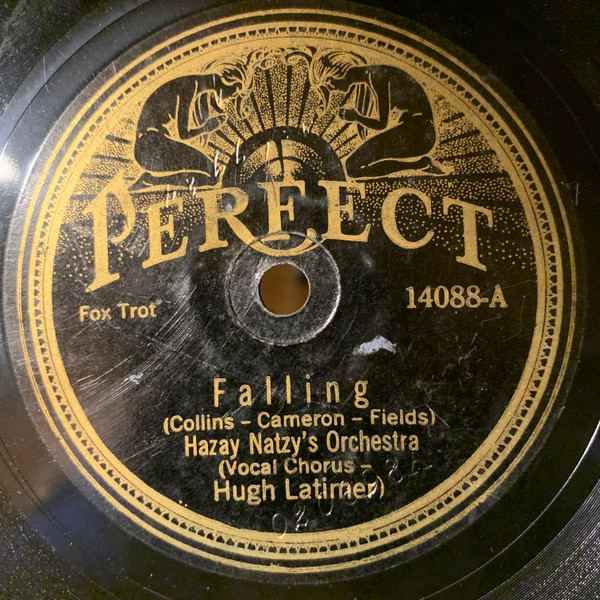 PERFECT
Fox Trot
14088-A
Falling
(Collins - Cameron - Fields)
Hazay Natzy's Orchestra
(Vocal Chorus -
Hugh Latimer)